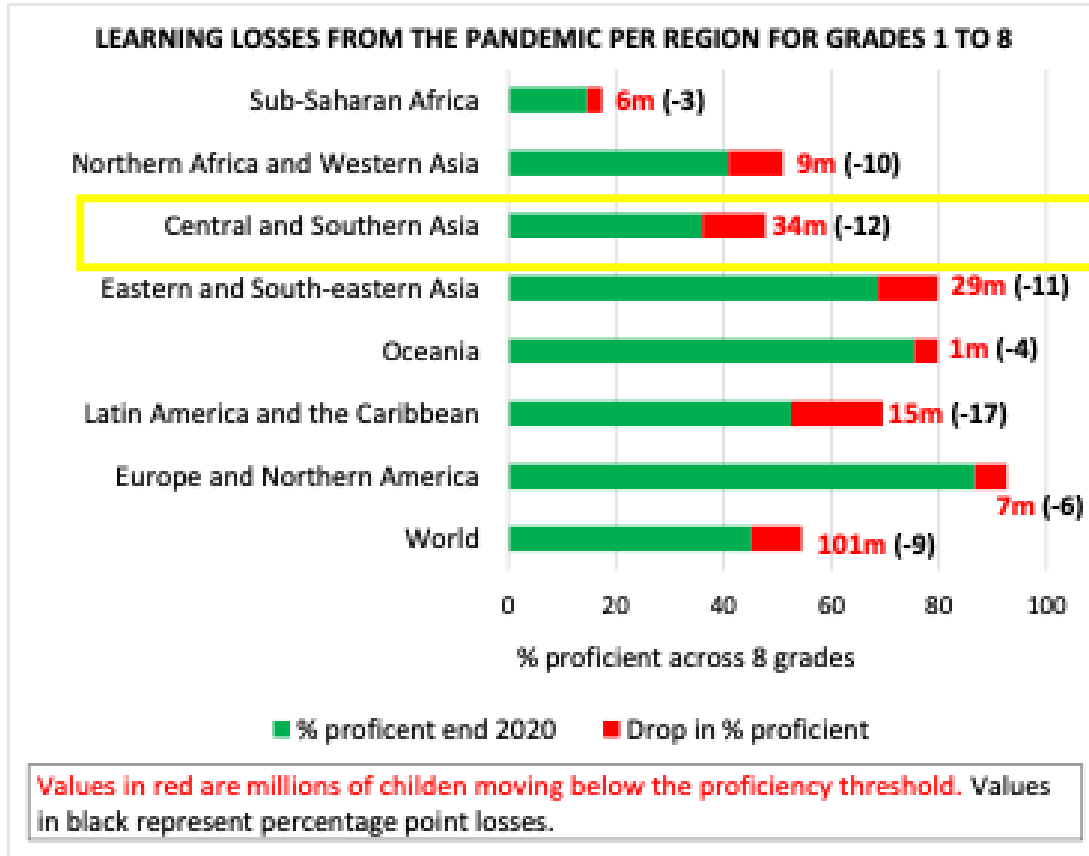 LEARNING LOSSES FROM THE PANDEMIC PER REGION FOR GRADES 1 TO 8
Sub-Saharan Africa 6m (-3)
Northern Africa and Western Asia 9m (-10)
Central and Southern Asia 34m (-12)
Eastern and South-eastern Asia 29m (-11)
Oceania 1m (-4)
Latin America and the Caribbean 15m (-17)
Europe and Northern America 7m (-6)
World 101m (-9)
0 20 40 60 80 100
% proficient across 8 grades
% proficent end 2020 Drop in % proficient
Values in red are millions of childen moving below the proficiency threshold. Values
in black represent percentage point losses.